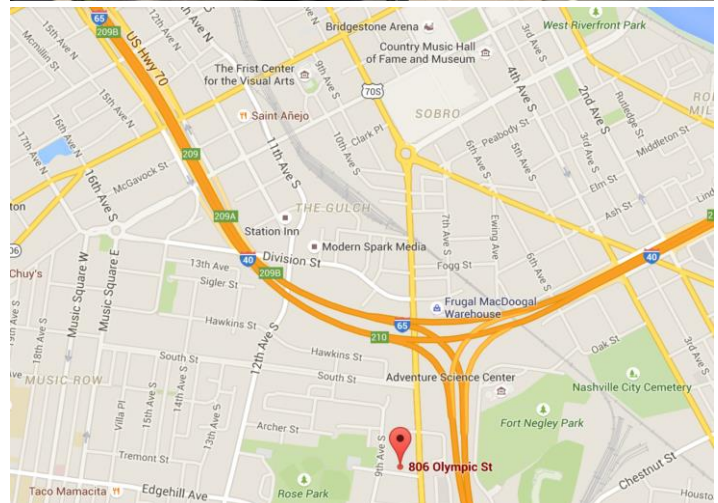 65
209B
US Hwy 70
Mcmillin St
15th Ave N
17th Ave N
16th Ave N
15th Ave N
Bridgestone Arena
Country Music Hall
of Fame and Museum
West Riverfront Park
The Frist Center
for the Visual Arts
9th Ave S
70S
SOBRO
4th Ave S
3rd Ave S
2nd Ave S
Rutledge St
Saint Añejo
10th Ave S
Clark Pl
Peabody St
6th Ave S
5th Ave S
3rd Ave S
Middleton St
209
11th Ave S
Elm St
Ash St
McGavock St
16th Ave S
THE GULCH
209A
Station Inn
Modern Spark Media
7th Ave S
Ewing Ave
Division St
Fogg St
6th Ave S
40
40
209B
13th Ave
Sigler St
Chuy's
Music Square W
Music Square E
Frugal MacDoogal
Warehouse
65
210
Hawkins St
12th Ave S
Hawkins St
Oak St
19th Ave S
18th Ave S
South St
South St
MUSIC ROW
Adventure Science Center
Nashville City Cemetery
3rd Ave S
Villa Pl
15th Ave S
14th Ave S
13th Ave S
Archer St
Fort Negley Park
9th Ave S
806 Olympic St
Tremont St
Chestnut St
Taco Mamacita
Edgehill Ave
Rose Park